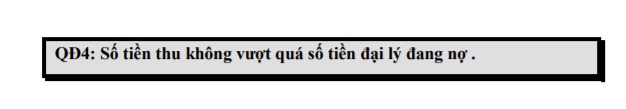 QĐ4: Số tiền thu không vượt quá số tiền đại lý đang nợ .